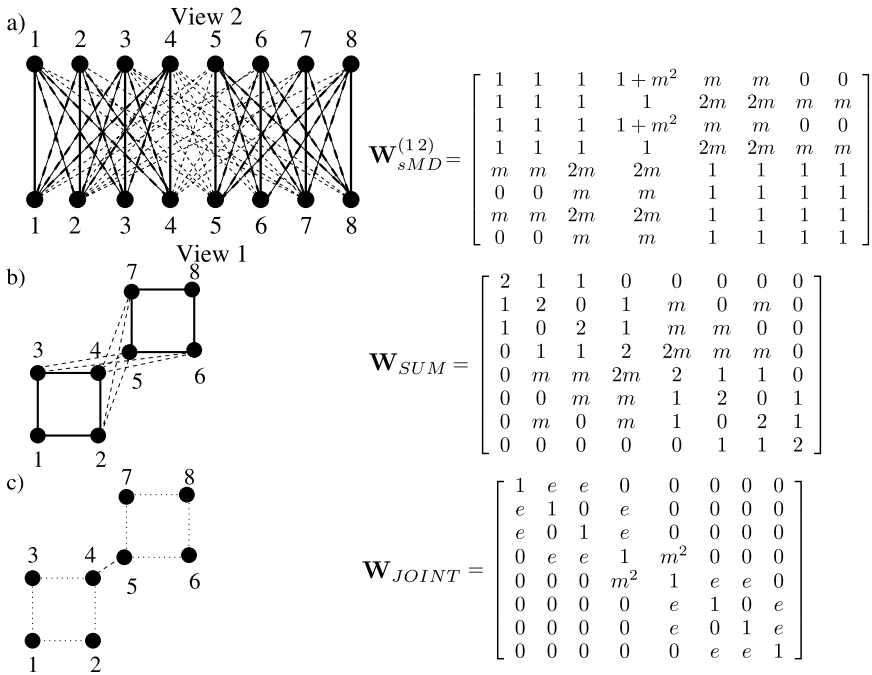 a)
View 2
1 2 3 4 5 6 7 8
1 2 3 4 5 6 7 8
View 1
W_{sMD}^{(1 2)} =
1 1 1 1 + m² m m 0 0
1 1 1 1 2m 2m m m
1 1 1 1 + m² m m 0 0
1 1 1 1 2m 2m m m
m m 2m 2m 1 1 1 1
0 0 m m 1 1 1 1
m m 2m 2m 1 1 1 1
0 0 m m 1 1 1 1
b)
7 8
3 4
5 6
1 2
W_{SUM} =
2 1 1 0 0 0 0 0
1 2 0 1 m 0 m 0
1 0 2 1 m m 0 0
0 1 1 2 2m m m 0
0 m m 2m 2 1 1 0
0 0 m m 1 2 0 1
0 m 0 m 1 0 2 1
0 0 0 0 0 1 1 2
c)
7 8
3 4
5 6
1 2
W_{JOINT} =
1 e e 0 0 0 0 0
e 1 0 e 0 0 0 0
e 0 1 e 0 0 0 0
0 e e 1 m² 0 0 0
0 0 0 m² 1 e e 0
0 0 0 0 e 1 0 e
0 0 0 0 e 0 1 e
0 0 0 0 0 e e 1